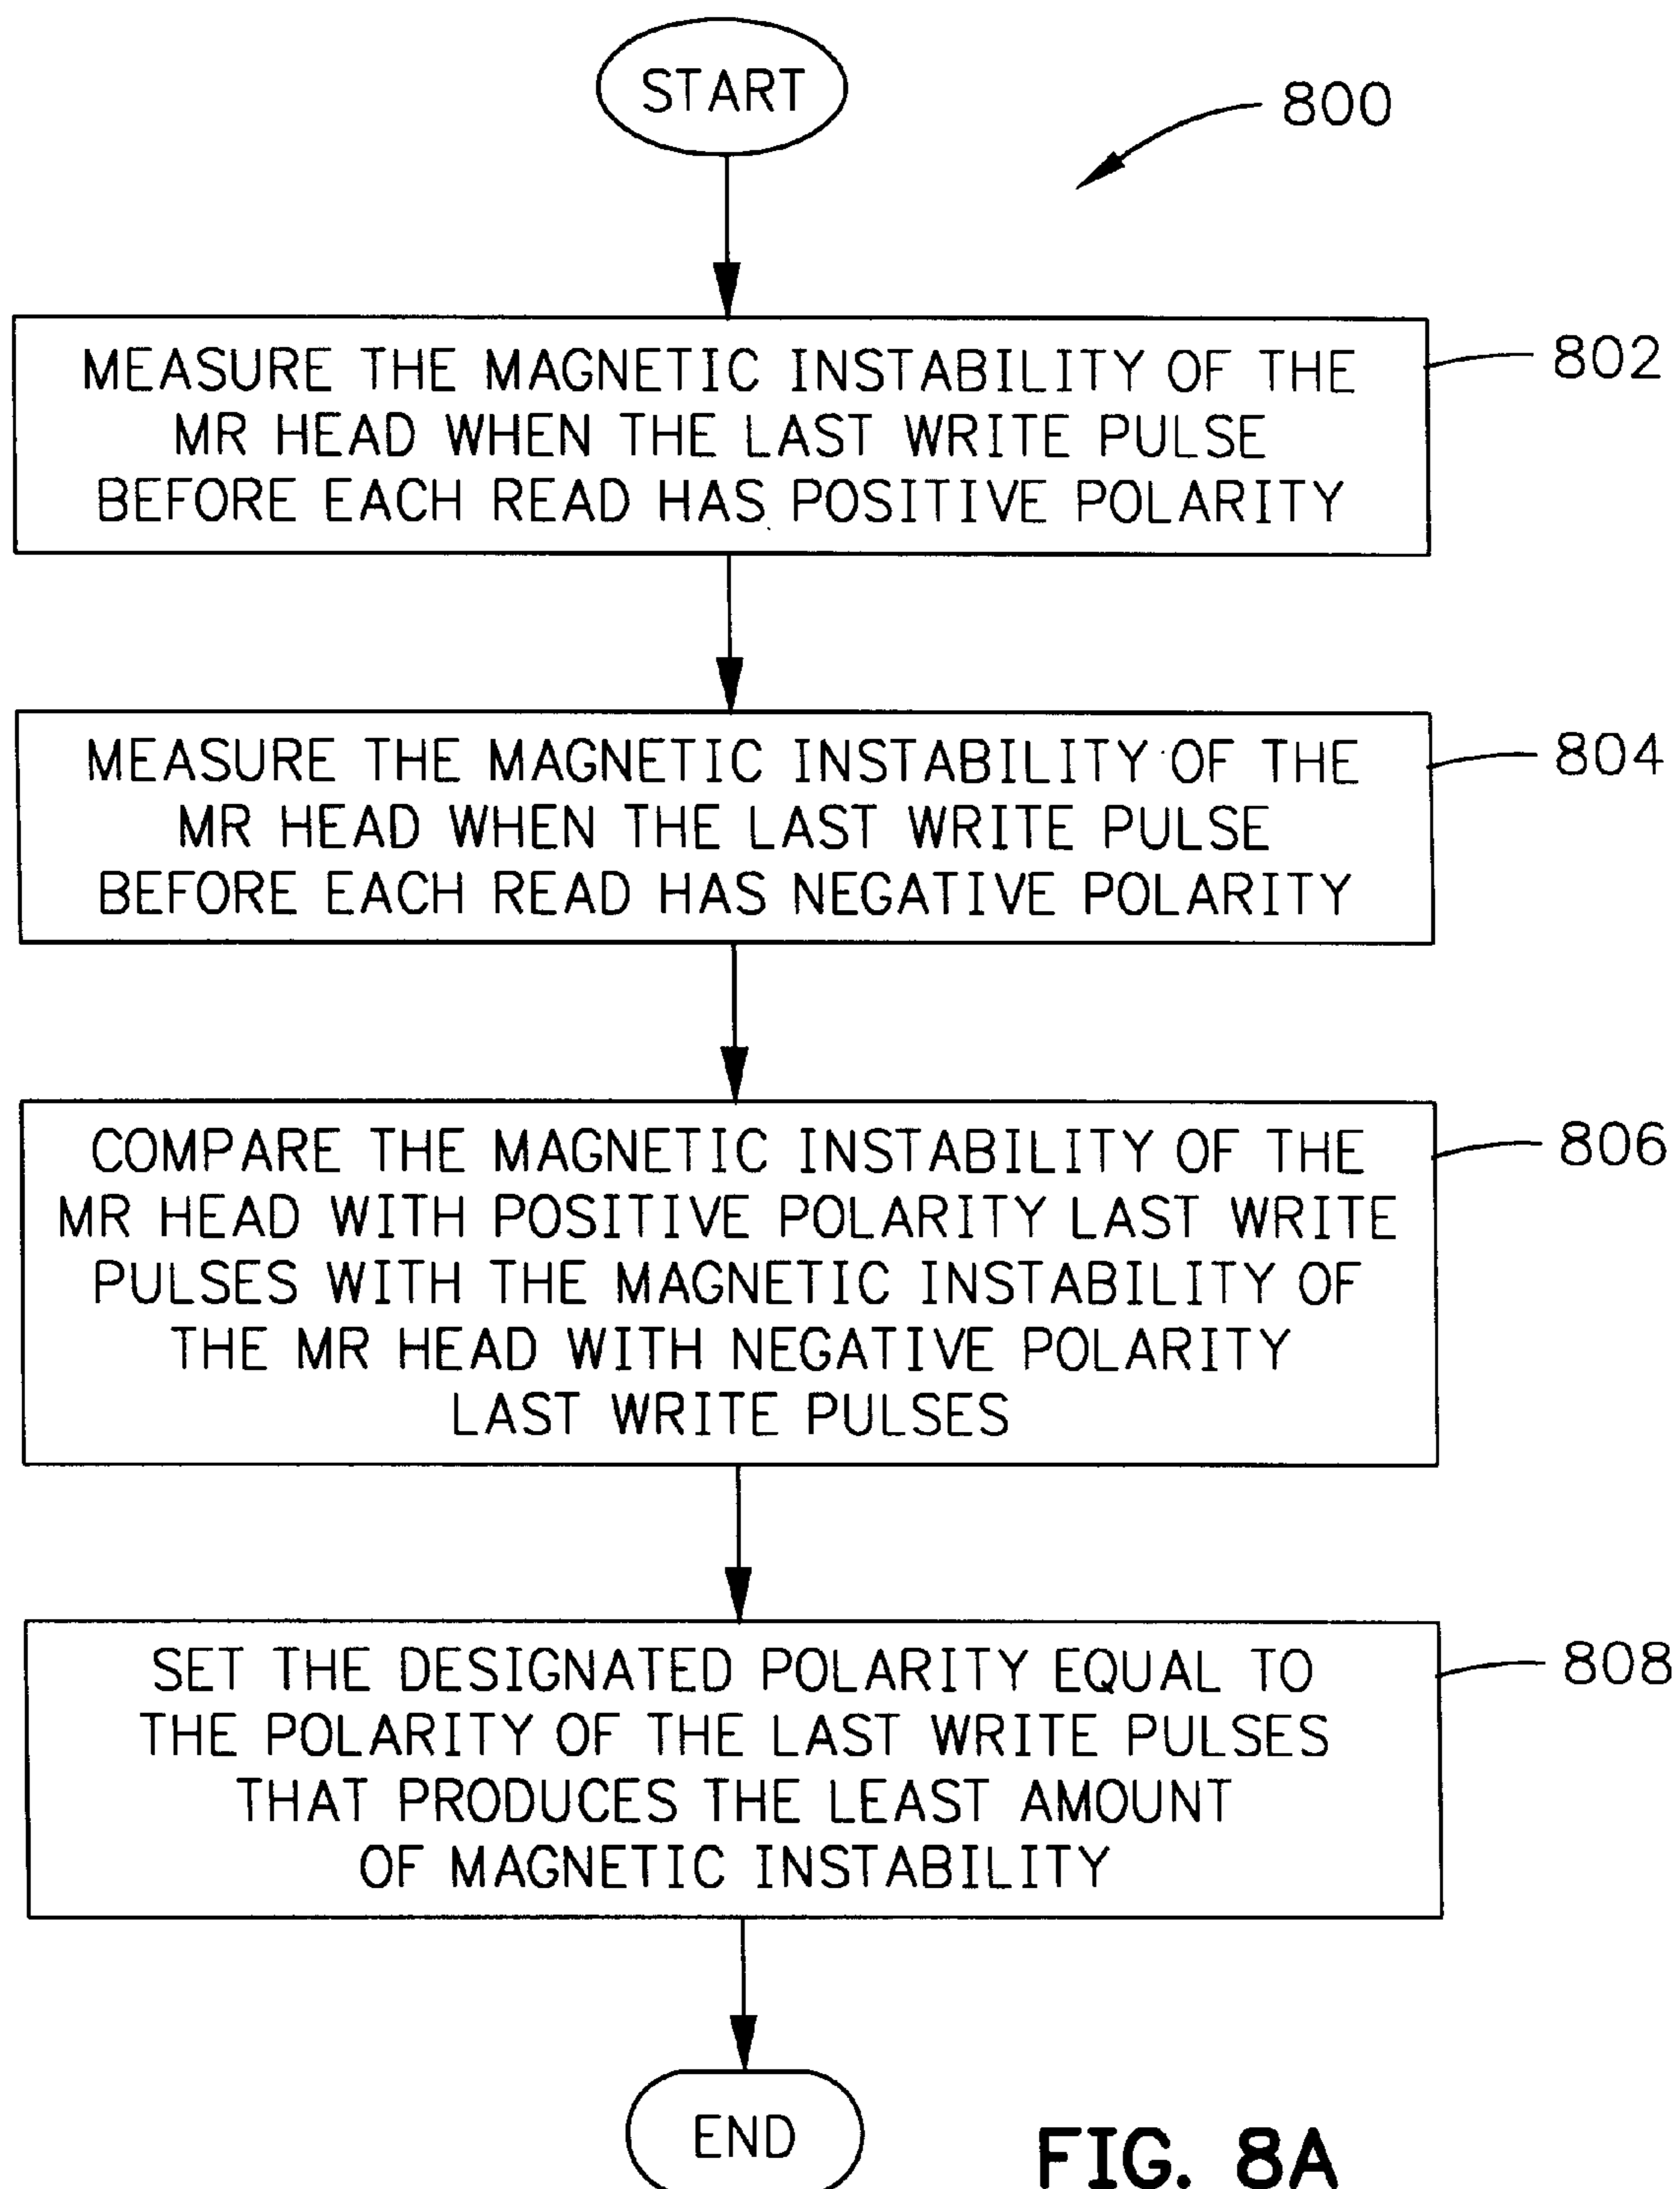 START
800
MEASURE THE MAGNETIC INSTABILITY OF THE
MR HEAD WHEN THE LAST WRITE PULSE
BEFORE EACH READ HAS POSITIVE POLARITY
802
MEASURE THE MAGNETIC INSTABILITY OF THE
MR HEAD WHEN THE LAST WRITE PULSE
BEFORE EACH READ HAS NEGATIVE POLARITY
804
COMPARE THE MAGNETIC INSTABILITY OF THE
MR HEAD WITH POSITIVE POLARITY LAST WRITE
PULSES WITH THE MAGNETIC INSTABILITY OF
THE MR HEAD WITH NEGATIVE POLARITY
LAST WRITE PULSES
806
SET THE DESIGNATED POLARITY EQUAL TO
THE POLARITY OF THE LAST WRITE PULSES
THAT PRODUCES THE LEAST AMOUNT
OF MAGNETIC INSTABILITY
808
END
FIG. 8A